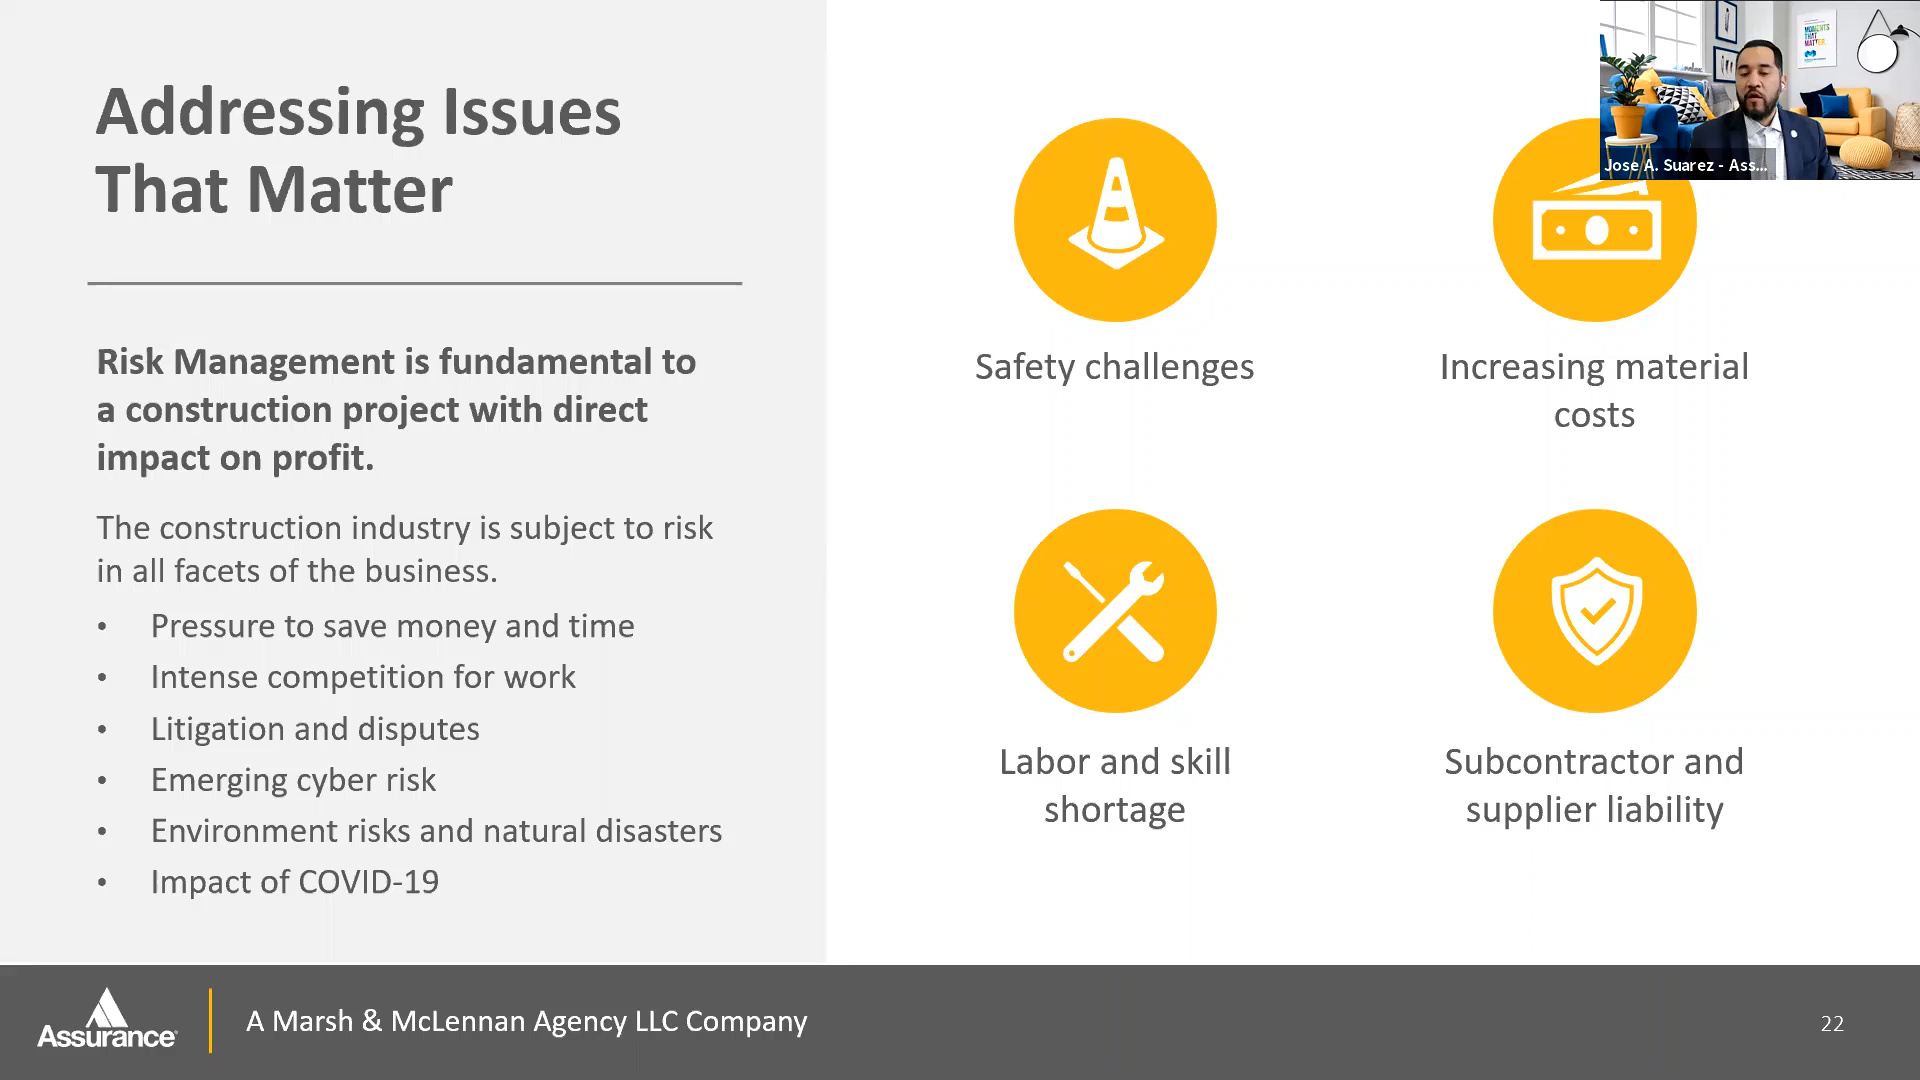 Addressing Issues
That Matter
Risk Management is fundamental to
a construction project with direct
impact on profit.
The construction industry is subject to risk
in all facets of the business.
• Pressure to save money and time
• Intense competition for work
• Litigation and disputes
• Emerging cyber risk
• Environment risks and natural disasters
• Impact of COVID-19
Safety challenges
Increasing material
costs
Labor and skill
shortage
Subcontractor and
supplier liability
MOMENTS
THAT
MATTER
Jose A. Suarez - Ass...
Assurance
A Marsh & McLennan Agency LLC Company
22